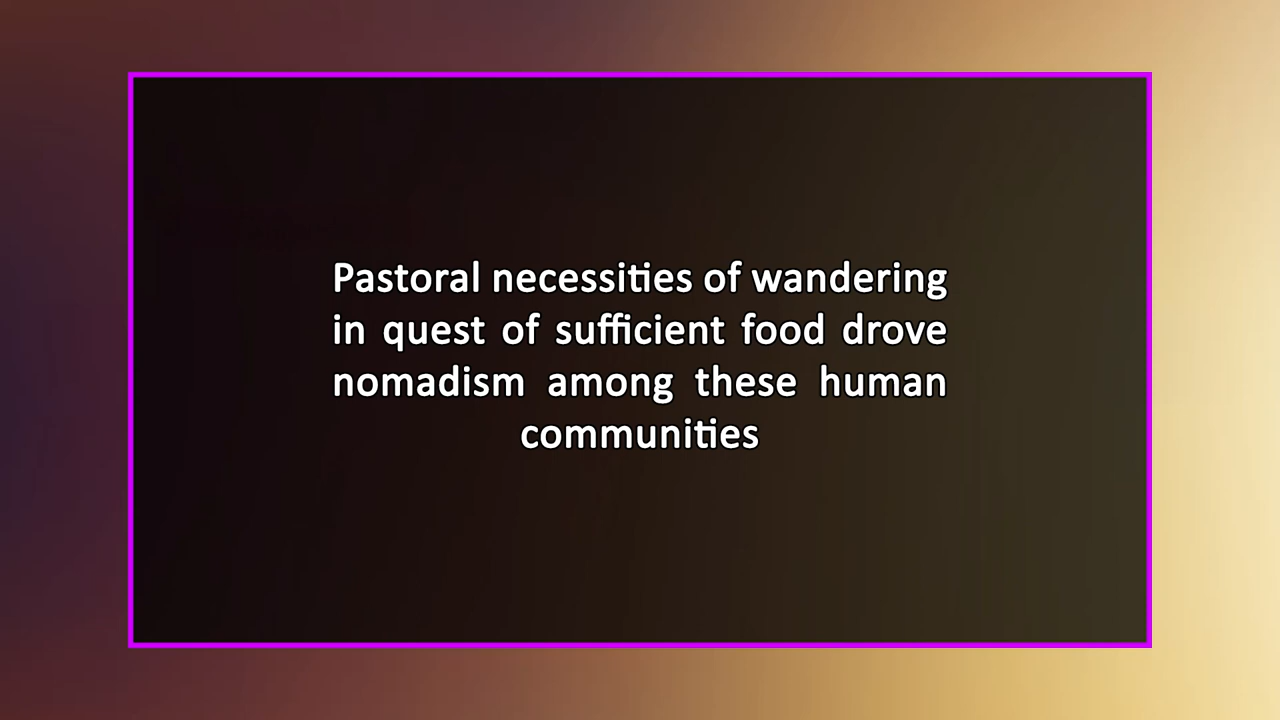 Pastoral necessities of wandering
in quest of sufficient food drove
nomadism among these human
communities